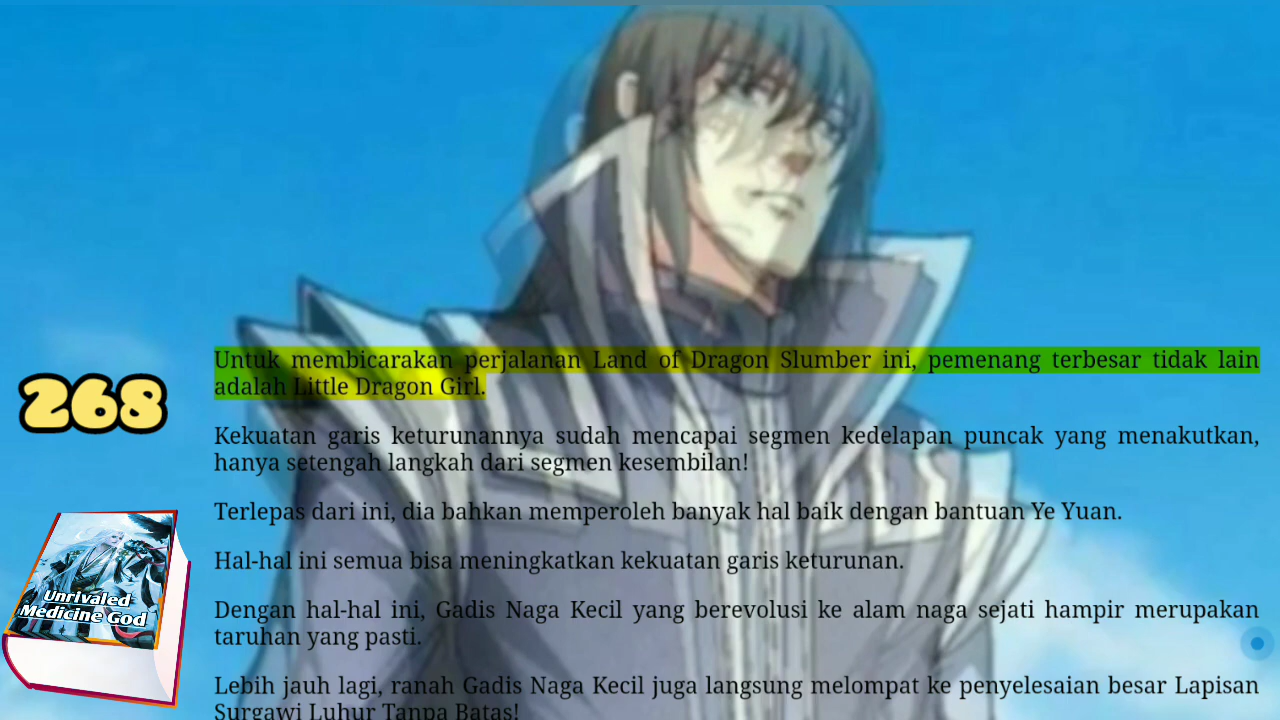 Untuk membicarakan perjalanan Land of Dragon Slumber ini, pemenang terbesar tidak lain
adalah Little Dragon Girl.
268
Kekuatan garis keturunannya sudah mencapai segmen kedelapan puncak yang menakutkan,
hanya setengah langkah dari segmen kesembilan!
Terlepas dari ini, dia bahkan memperoleh banyak hal baik dengan bantuan Ye Yuan.
Hal-hal ini semua bisa meningkatkan kekuatan garis keturunan.
Unrivaled
Medicine God
Dengan hal-hal ini, Gadis Naga Kecil yang berevolusi ke alam naga sejati hampir merupakan
taruhan yang pasti.
Lebih jauh lagi, ranah Gadis Naga Kecil juga langsung melompat ke penyelesaian besar Lapisan
Surgawi Luhur Tanpa Batas!